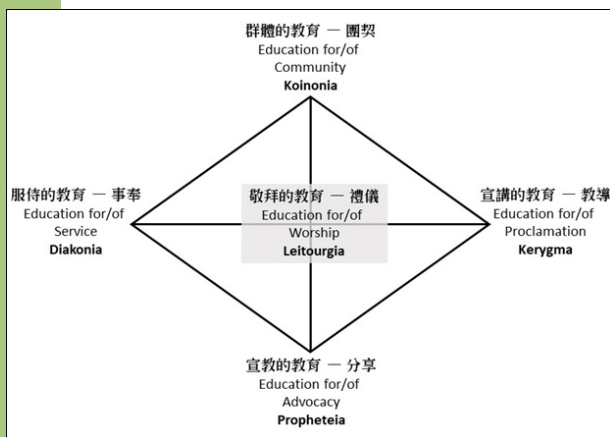 群體的教育 — 團契
Education for/of
Community
Koinonia
服侍的教育 — 事奉
Education for/of
Service
Diakonia
敬拜的教育 — 禮儀
Education for/of
Worship
Leitourgia
宣講的教育 — 教導
Education for/of
Proclamation
Kerygma
宣教的教育 — 分享
Education for/of
Advocacy
Propheteia